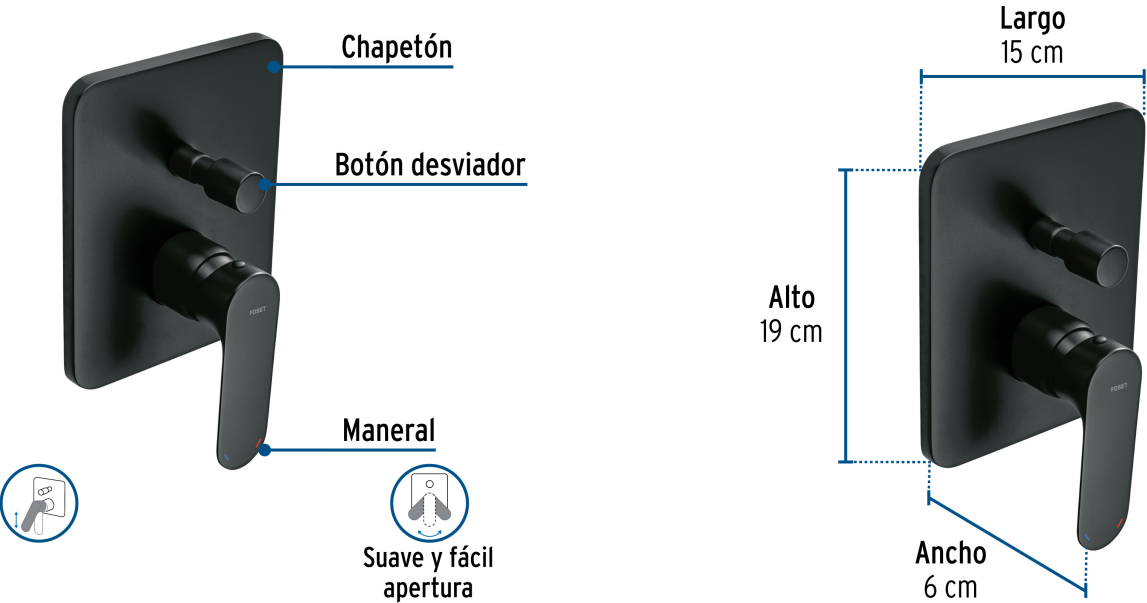 Chapetón
Botón desviador
FOSET
Maneral
Suave y fácil
apertura
Largo
15 cm
Alto
19 cm
FOSET
Ancho
6 cm